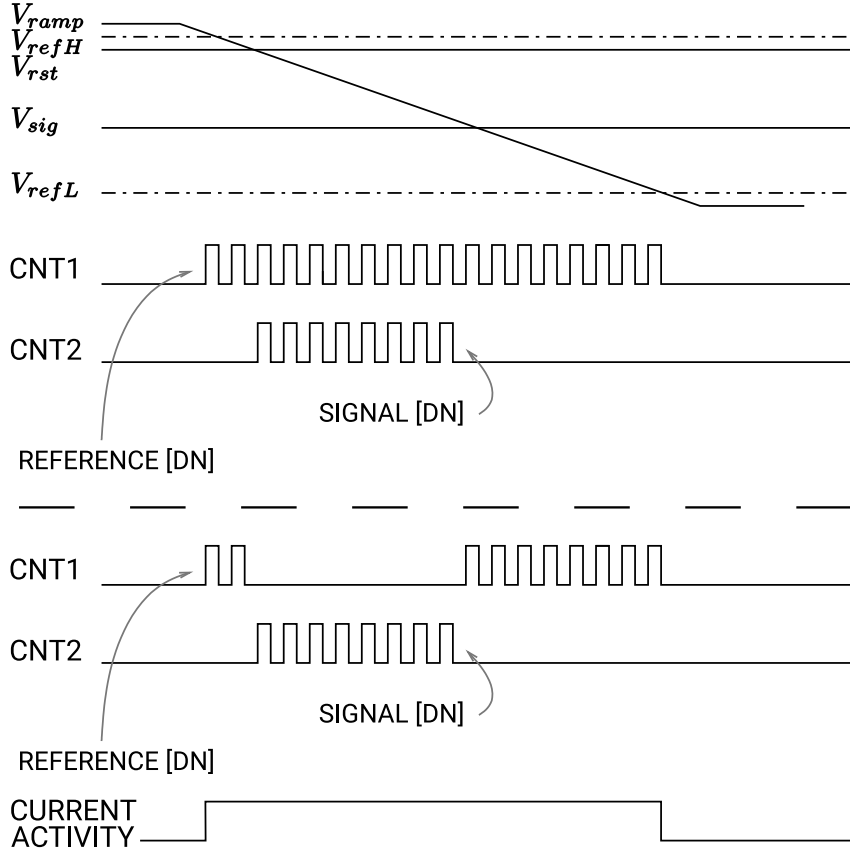 V_ramp
V_refH
V_rst
V_sig
V_refL
CNT1
CNT2
SIGNAL [DN]
REFERENCE [DN]
CNT1
CNT2
SIGNAL [DN]
REFERENCE [DN]
CURRENT
ACTIVITY